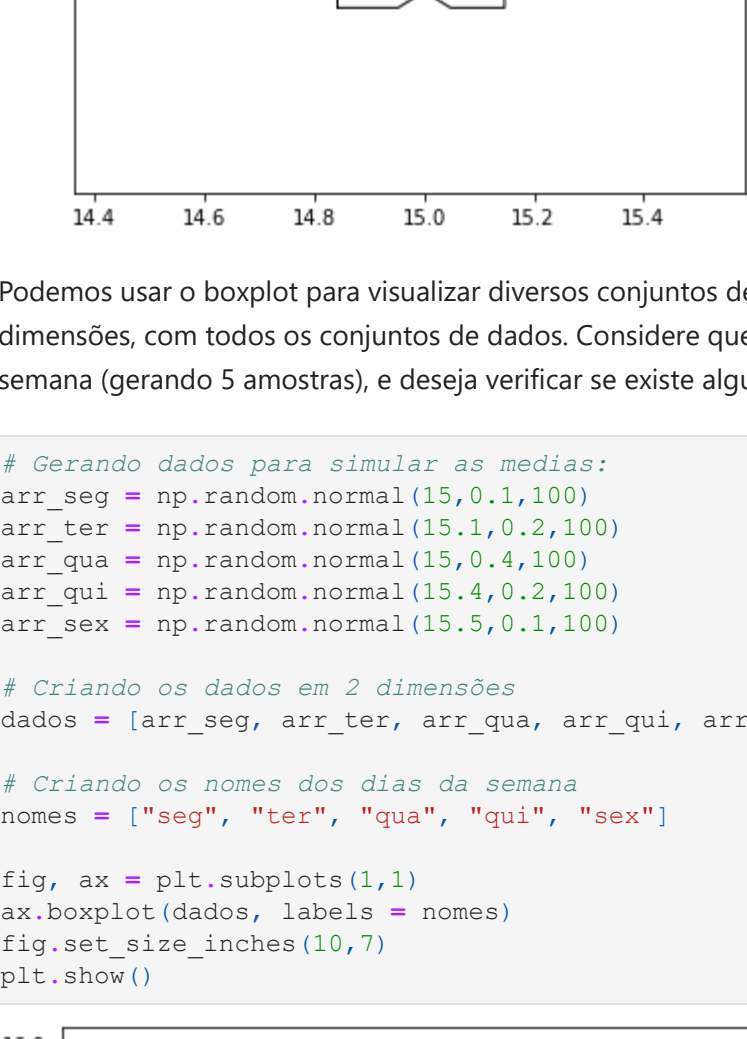 14.4 14.6 14.8 15.0 15.2 15.4
Podemos usar o boxplot para visualizar diversos conjuntos
dimensões, com todos os conjuntos de dados. Considere que
semana (gerando 5 amostras), e deseja verificar se existe
# Gerando dados para simular as medias:
arr_seg = np.random.normal(15,0.1,100)
arr_ter = np.random.normal(15.1,0.2,100)
arr_qua = np.random.normal(15,0.4,100)
arr_qui = np.random.normal(15.4,0.2,100)
arr_sex = np.random.normal(15.5,0.1,100)
# Criando os dados em 2 dimensões
dados = [arr_seg, arr_ter, arr_qua, arr_qui, arr
# Criando os nomes dos dias da semana
nomes = ["seg", "ter", "qua", "qui", "sex"]
fig, ax = plt.subplots(1,1)
ax.boxplot(dados, labels = nomes)
fig.set_size_inches(10,7)
plt.show()